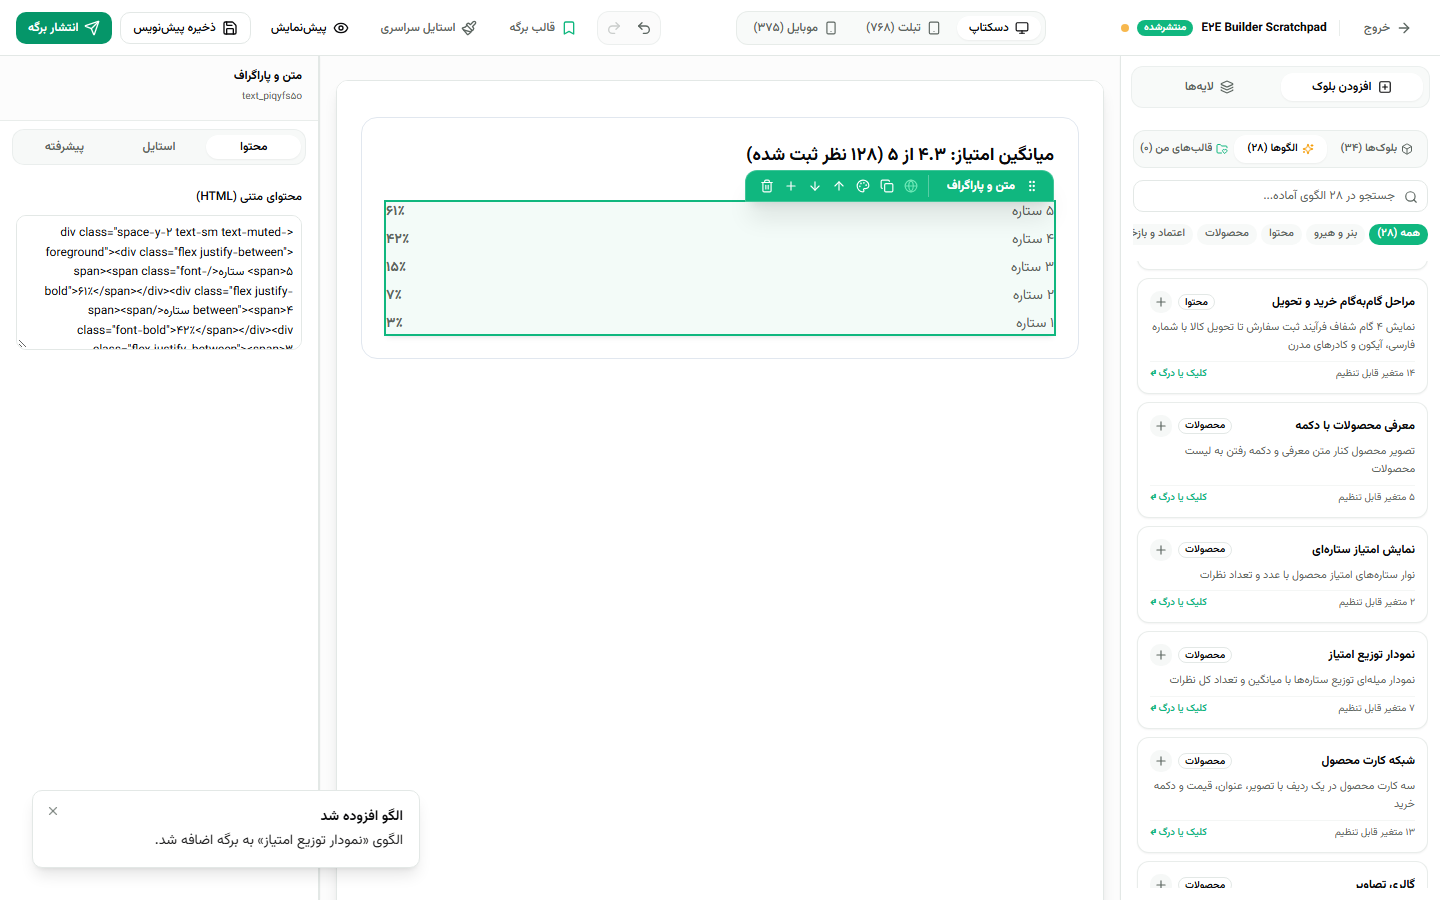 خروج
E2E Builder Scratchpad
منتشرشده
دسکتاپ
تبلت (۷۶۸)
موبایل (۳۷۵)
قالب برگه
استایل سراسری
پیش‌نمایش
ذخیره پیش‌نویس
انتشار برگه
افزودن بلوک
لایه‌ها
بلوک‌ها (۳۴)
الگوها (۲۸)
قالب‌های من (۰)
جستجو در ۲۸ الگوی آماده...
همه (۲۸)
بنر و هیرو
محتوا
محصولات
اعتماد و بازخ
مراحل گام‌به‌گام خرید و تحویل
محتوا
نمایش ۴ گام شفاف فرآیند ثبت سفارش تا تحویل کالا با شماره
فارسی، آیکون و کادرهای مدرن
۱۴ متغیر قابل تنظیم
کلیک یا درگ
معرفی محصولات با دکمه
محصولات
تصویر محصول کنار متن معرفی و دکمه رفتن به لیست
محصولات
۵ متغیر قابل تنظیم
کلیک یا درگ
نمایش امتیاز ستاره‌ای
محصولات
نوار ستاره‌های امتیاز محصول با عدد و تعداد نظرات
۲ متغیر قابل تنظیم
کلیک یا درگ
نمودار توزیع امتیاز
محصولات
نمودار میله‌ای توزیع ستاره‌ها با میانگین و تعداد کل نظرات
۷ متغیر قابل تنظیم
کلیک یا درگ
شبکه کارت محصول
محصولات
سه کارت محصول در یک ردیف با تصویر، عنوان، قیمت و دکمه
خرید
۱۳ متغیر قابل تنظیم
کلیک یا درگ
گالری تصاویر
محصولات
میانگین امتیاز: ۴.۳ از ۵ (۱۲۸ نظر ثبت شده)
متن و پاراگراف
۵ ستاره ۶۱٪
۴ ستاره ۴۲٪
۳ ستاره ۱۵٪
۲ ستاره ۷٪
۱ ستاره ۳٪
متن و پاراگراف
text_piqyfs5o
محتوا
استایل
پیشرفته
محتوای متنی (HTML)
<div class="space-y-2 text-sm text-muted-
foreground"><div class="flex justify-between">
<span>۵ ستاره</span><span class="font-
bold">۶۱٪</span></div><div class="flex justify-
between"><span>۴ ستاره</span><span
class="font-bold">۴۲٪</span></div><div
class="flex justify-between"><span>۳
الگو افزوده شد
الگوی «نمودار توزیع امتیاز» به برگه اضافه شد.